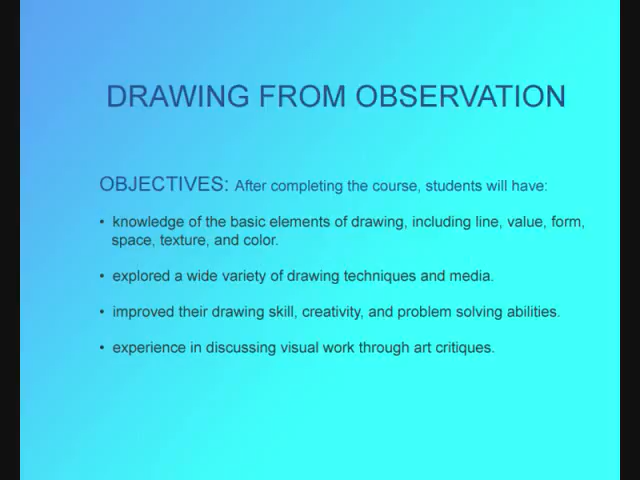 DRAWING FROM OBSERVATION
OBJECTIVES: After completing the course, students will have:
• knowledge of the basic elements of drawing, including line, value, form,
space, texture, and color.
• explored a wide variety of drawing techniques and media.
• improved their drawing skill, creativity, and problem solving abilities.
• experience in discussing visual work through art critiques.